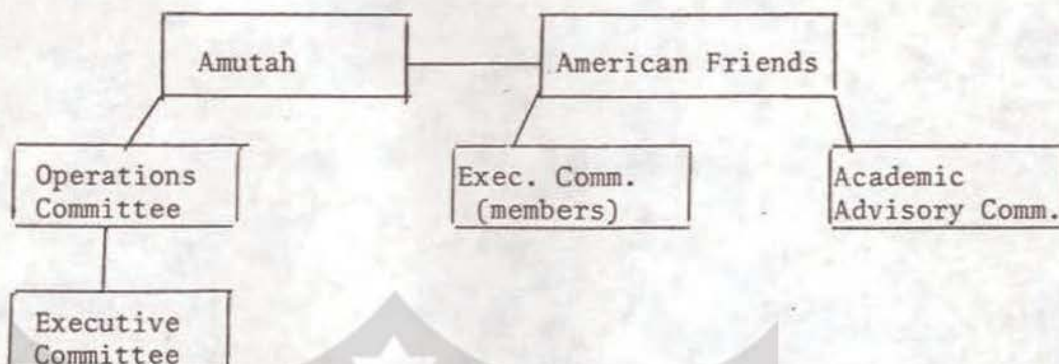 Amutah
American Friends
Operations
Committee
Exec. Comm.
(members)
Academic
Advisory Comm.
Executive
Committee